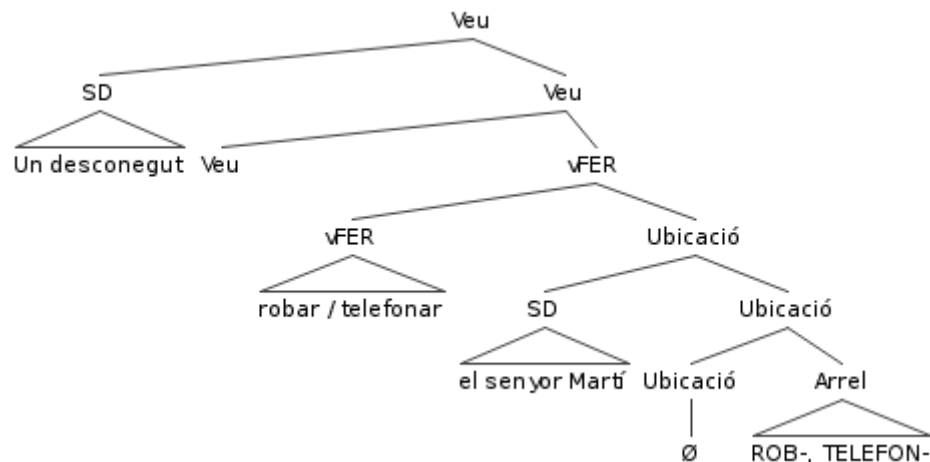 Veu
SD Veu
Un desconegut Veu vFER
vFER Ubicació
robar / telefonar SD Ubicació
el senyor Martí Ubicació Arrel
Ø ROB-, TELEFON-